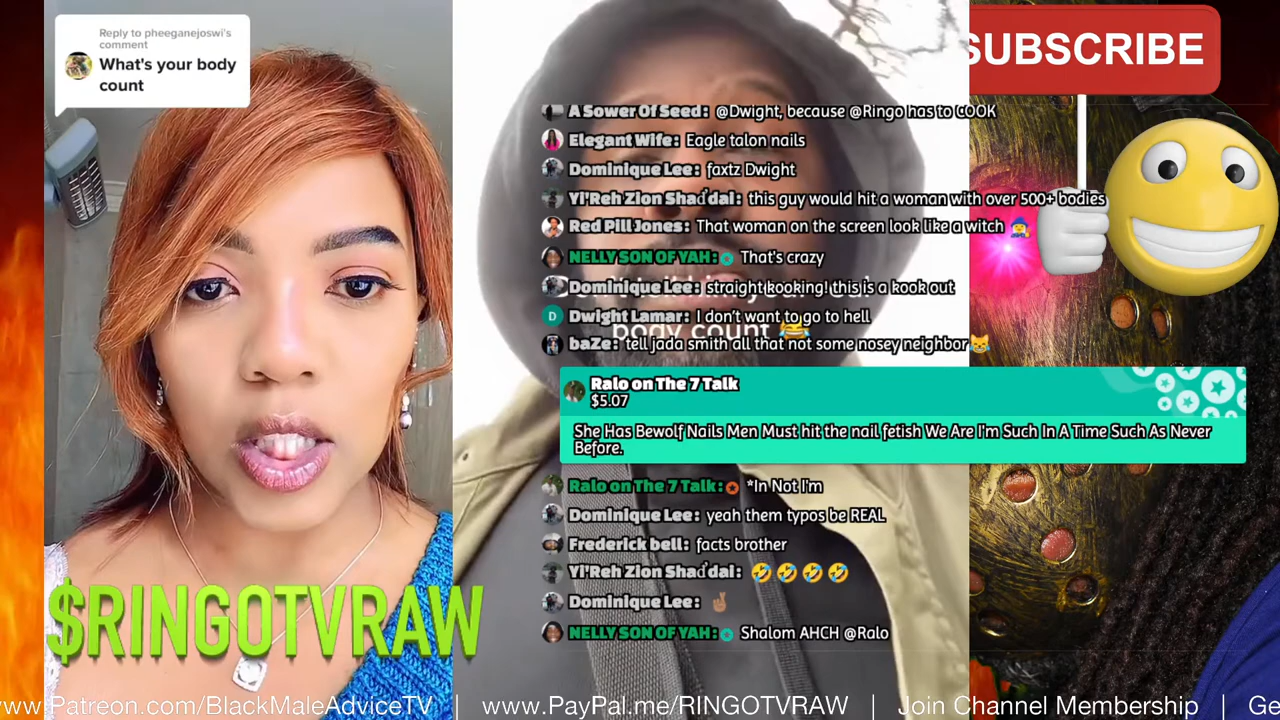 Reply to pheeganejoswi's
comment
What's your body
count
SUBSCRIBE
A Sower Of Seed: @Dwight, because @Ringo has to COOK
Elegant Wife: Eagle talon nails
Dominique Lee: faxtz Dwight
Yi'Reh Zion Shaďdai: this guy would hit a woman with over 500+ bodies
Red Pill Jones: That woman on the screen look like a witch 🧙‍♀️
NELLY SON OF YAH: That's crazy
Dominique Lee: straight kooking! this is a kook out
D Dwight Lamar: I don't want to go to hell
body count 😂
baZe: tell jada smith all that not some nosey neighbor 😹
Ralo on The 7 Talk
$5.07
She Has Bewolf Nails Men Must hit the nail fetish We Are I'm Such In A Time Such As Never
Before.
Ralo on The 7 Talk: *In Not I'm
Dominique Lee: yeah them typos be REAL
Frederick bell: facts brother
Yi'Reh Zion Shaďdai: 🤣🤣🤣🤣
Dominique Lee: 🤞🏽
NELLY SON OF YAH: Shalom AHCH @Ralo
$RINGOTVRAW
ww.Patreon.com/BlackMaleAdviceTV | www.PayPal.me/RINGOTVRAW | Join Channel Membership | Ge